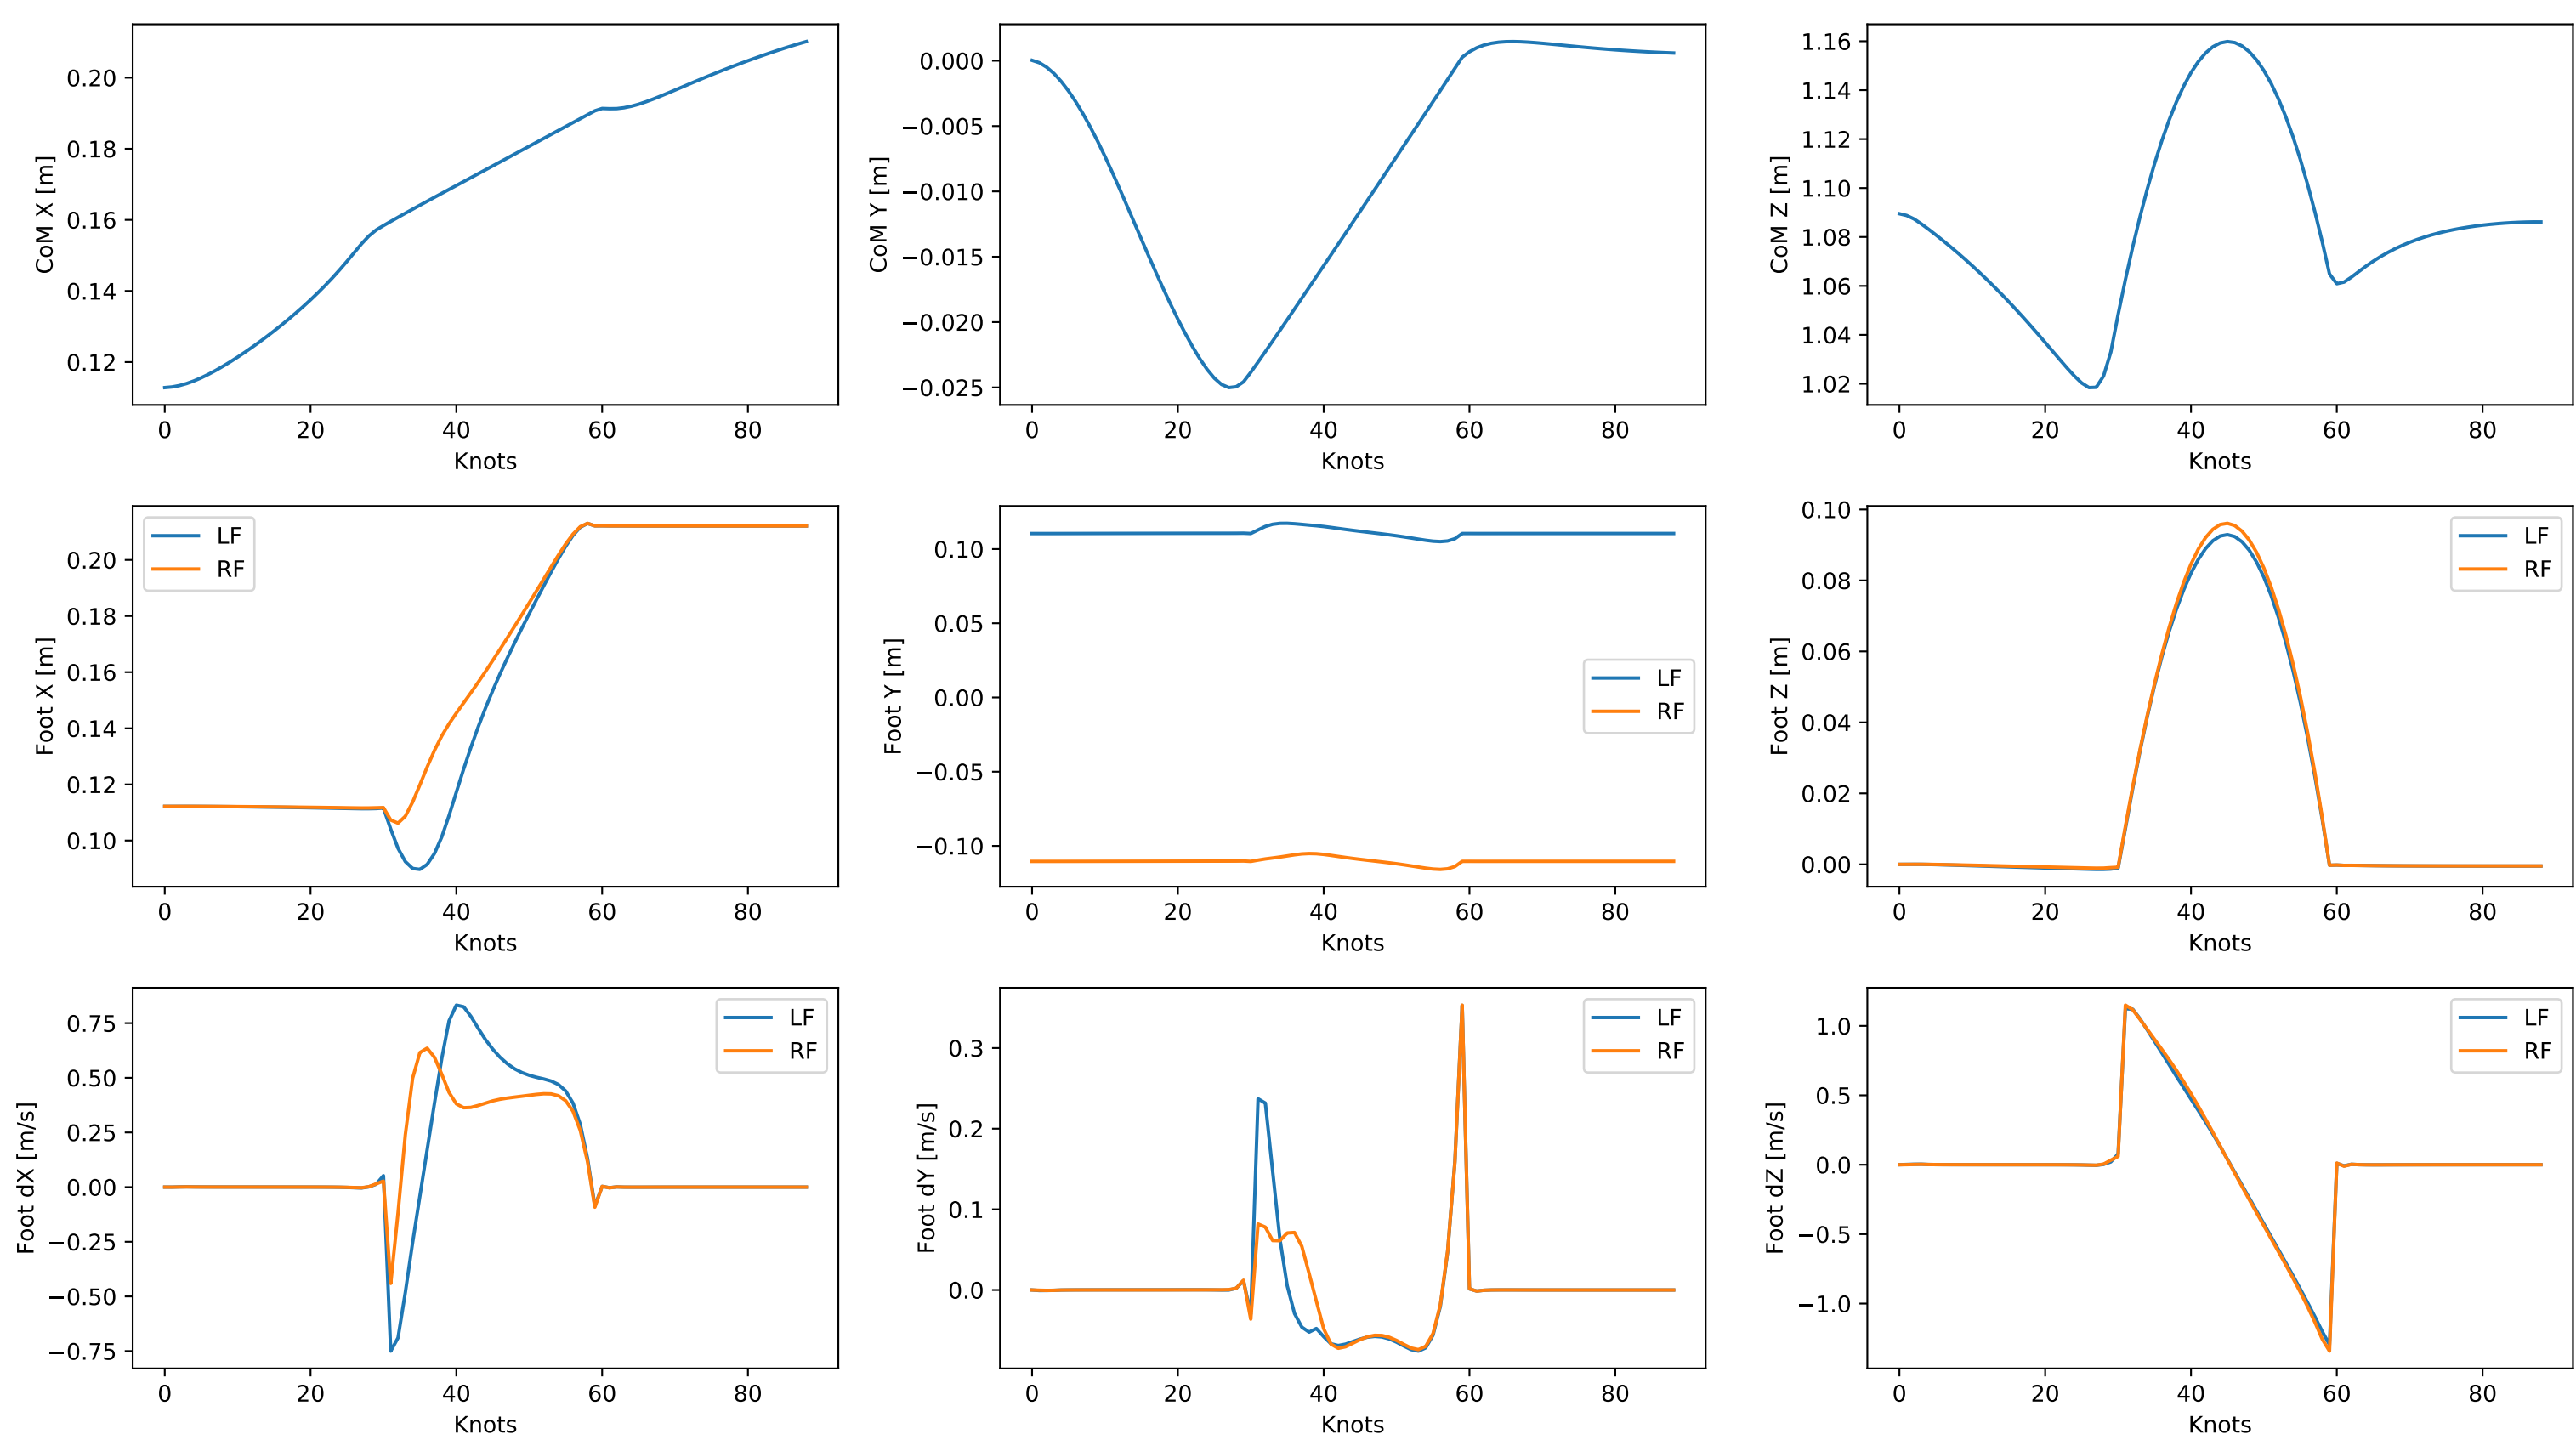 CoM X [m]
0.20
0.18
0.16
0.14
0.12
0 20 40 60 80
Knots
CoM Y [m]
0.000
−0.005
−0.010
−0.015
−0.020
−0.025
0 20 40 60 80
Knots
CoM Z [m]
1.16
1.14
1.12
1.10
1.08
1.06
1.04
1.02
0 20 40 60 80
Knots
Foot X [m]
0.20
0.18
0.16
0.14
0.12
0.10
LF
RF
0 20 40 60 80
Knots
Foot Y [m]
0.10
0.05
0.00
−0.05
−0.10
LF
RF
0 20 40 60 80
Knots
Foot Z [m]
0.10
0.08
0.06
0.04
0.02
0.00
LF
RF
0 20 40 60 80
Knots
Foot dX [m/s]
0.75
0.50
0.25
0.00
−0.25
−0.50
−0.75
LF
RF
0 20 40 60 80
Knots
Foot dY [m/s]
0.3
0.2
0.1
0.0
LF
RF
0 20 40 60 80
Knots
Foot dZ [m/s]
1.0
0.5
0.0
−0.5
−1.0
LF
RF
0 20 40 60 80
Knots